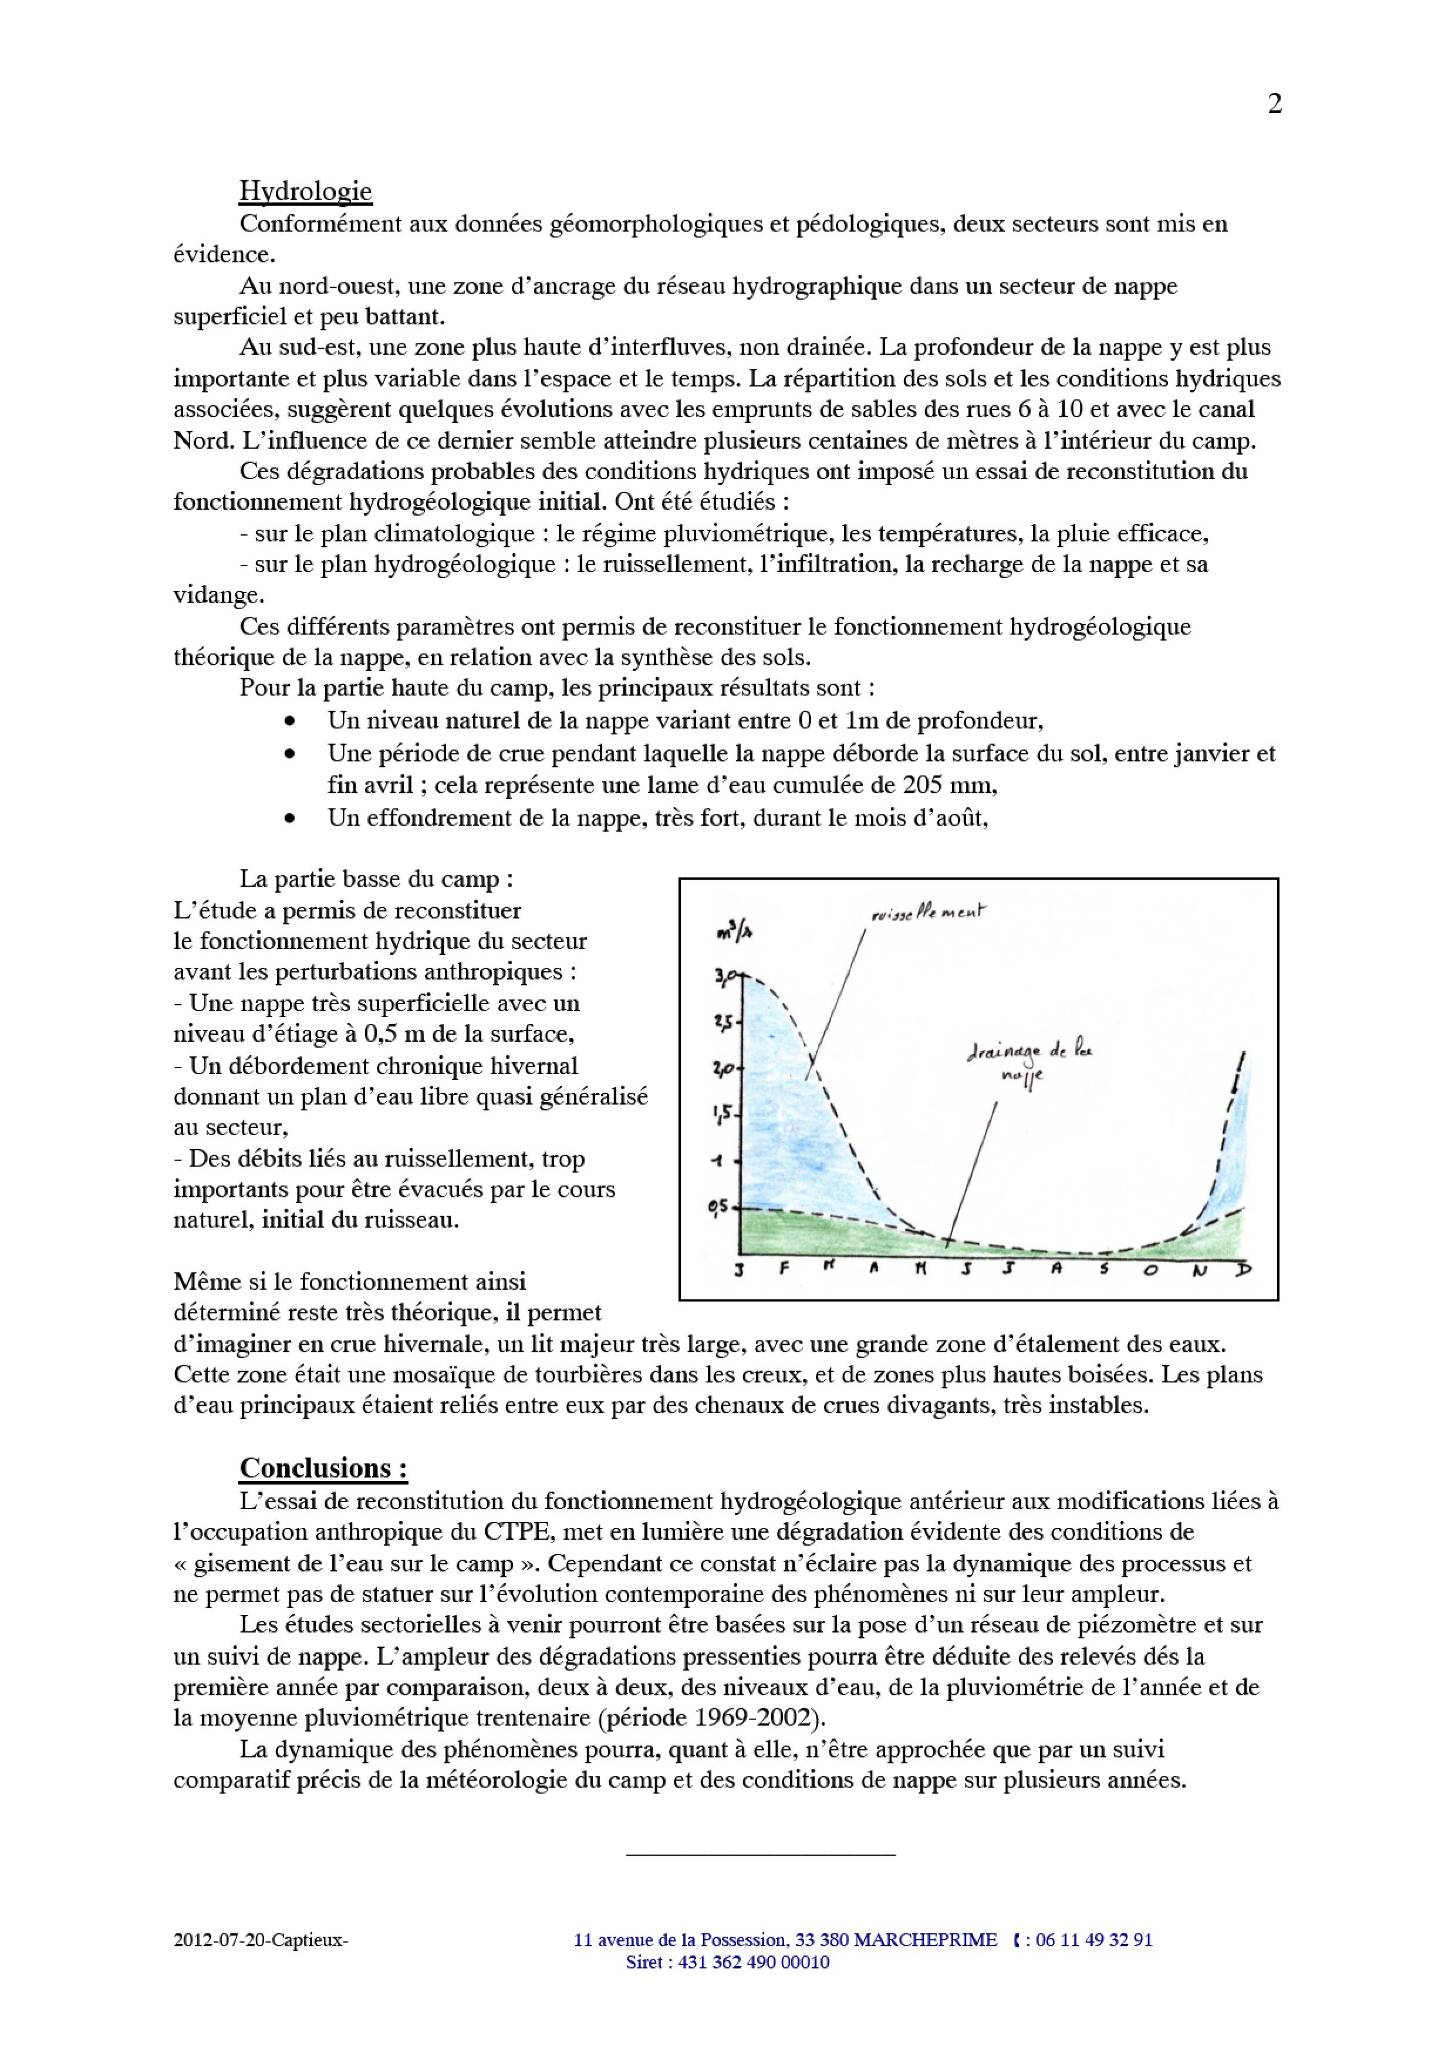 2
Hydrologie
Conformément aux données géomorphologiques et pédologiques, deux secteurs sont mis en
évidence.
Au nord-ouest, une zone d’ancrage du réseau hydrographique dans un secteur de nappe
superficiel et peu battant.
Au sud-est, une zone plus haute d’interfluves, non drainée. La profondeur de la nappe y est plus
importante et plus variable dans l’espace et le temps. La répartition des sols et les conditions hydriques
associées, suggèrent quelques évolutions avec les emprunts de sables des rues 6 à 10 et avec le canal
Nord. L’influence de ce dernier semble atteindre plusieurs centaines de mètres à l’intérieur du camp.
Ces dégradations probables des conditions hydriques ont imposé un essai de reconstitution du
fonctionnement hydrogéologique initial. Ont été étudiés :
- sur le plan climatologique : le régime pluviométrique, les températures, la pluie efficace,
- sur le plan hydrogéologique : le ruissellement, l’infiltration, la recharge de la nappe et sa
vidange.
Ces différents paramètres ont permis de reconstituer le fonctionnement hydrogéologique
théorique de la nappe, en relation avec la synthèse des sols.
Pour la partie haute du camp, les principaux résultats sont :
• Un niveau naturel de la nappe variant entre 0 et 1m de profondeur,
• Une période de crue pendant laquelle la nappe déborde la surface du sol, entre janvier et
fin avril ; cela représente une lame d’eau cumulée de 205 mm,
• Un effondrement de la nappe, très fort, durant le mois d’août,
La partie basse du camp :
L’étude a permis de reconstituer
le fonctionnement hydrique du secteur
avant les perturbations anthropiques :
- Une nappe très superficielle avec un
niveau d’étiage à 0,5 m de la surface,
- Un débordement chronique hivernal
donnant un plan d’eau libre quasi généralisé
au secteur,
- Des débits liés au ruissellement, trop
importants pour être évacués par le cours
naturel, initial du ruisseau.
ruissellement
m³/s
3,0
2,5
drainage de la
nappe
2,0
1,5
1
0,5
J F M A M J J A S O N D
Même si le fonctionnement ainsi
déterminé reste très théorique, il permet
d’imaginer en crue hivernale, un lit majeur très large, avec une grande zone d’étalement des eaux.
Cette zone était une mosaïque de tourbières dans les creux, et de zones plus hautes boisées. Les plans
d’eau principaux étaient reliés entre eux par des chenaux de crues divagants, très instables.
Conclusions :
L’essai de reconstitution du fonctionnement hydrogéologique antérieur aux modifications liées à
l’occupation anthropique du CTPE, met en lumière une dégradation évidente des conditions de
« gisement de l’eau sur le camp ». Cependant ce constat n’éclaire pas la dynamique des processus et
ne permet pas de statuer sur l’évolution contemporaine des phénomènes ni sur leur ampleur.
Les études sectorielles à venir pourront être basées sur la pose d’un réseau de piézomètre et sur
un suivi de nappe. L’ampleur des dégradations pressenties pourra être déduite des relevés dés la
première année par comparaison, deux à deux, des niveaux d’eau, de la pluviométrie de l’année et de
la moyenne pluviométrique trentenaire (période 1969-2002).
La dynamique des phénomènes pourra, quant à elle, n’être approchée que par un suivi
comparatif précis de la météorologie du camp et des conditions de nappe sur plusieurs années.
2012-07-20-Captieux- 11 avenue de la Possession, 33 380 MARCHEPRIME : 06 11 49 32 91
Siret : 431 362 490 00010